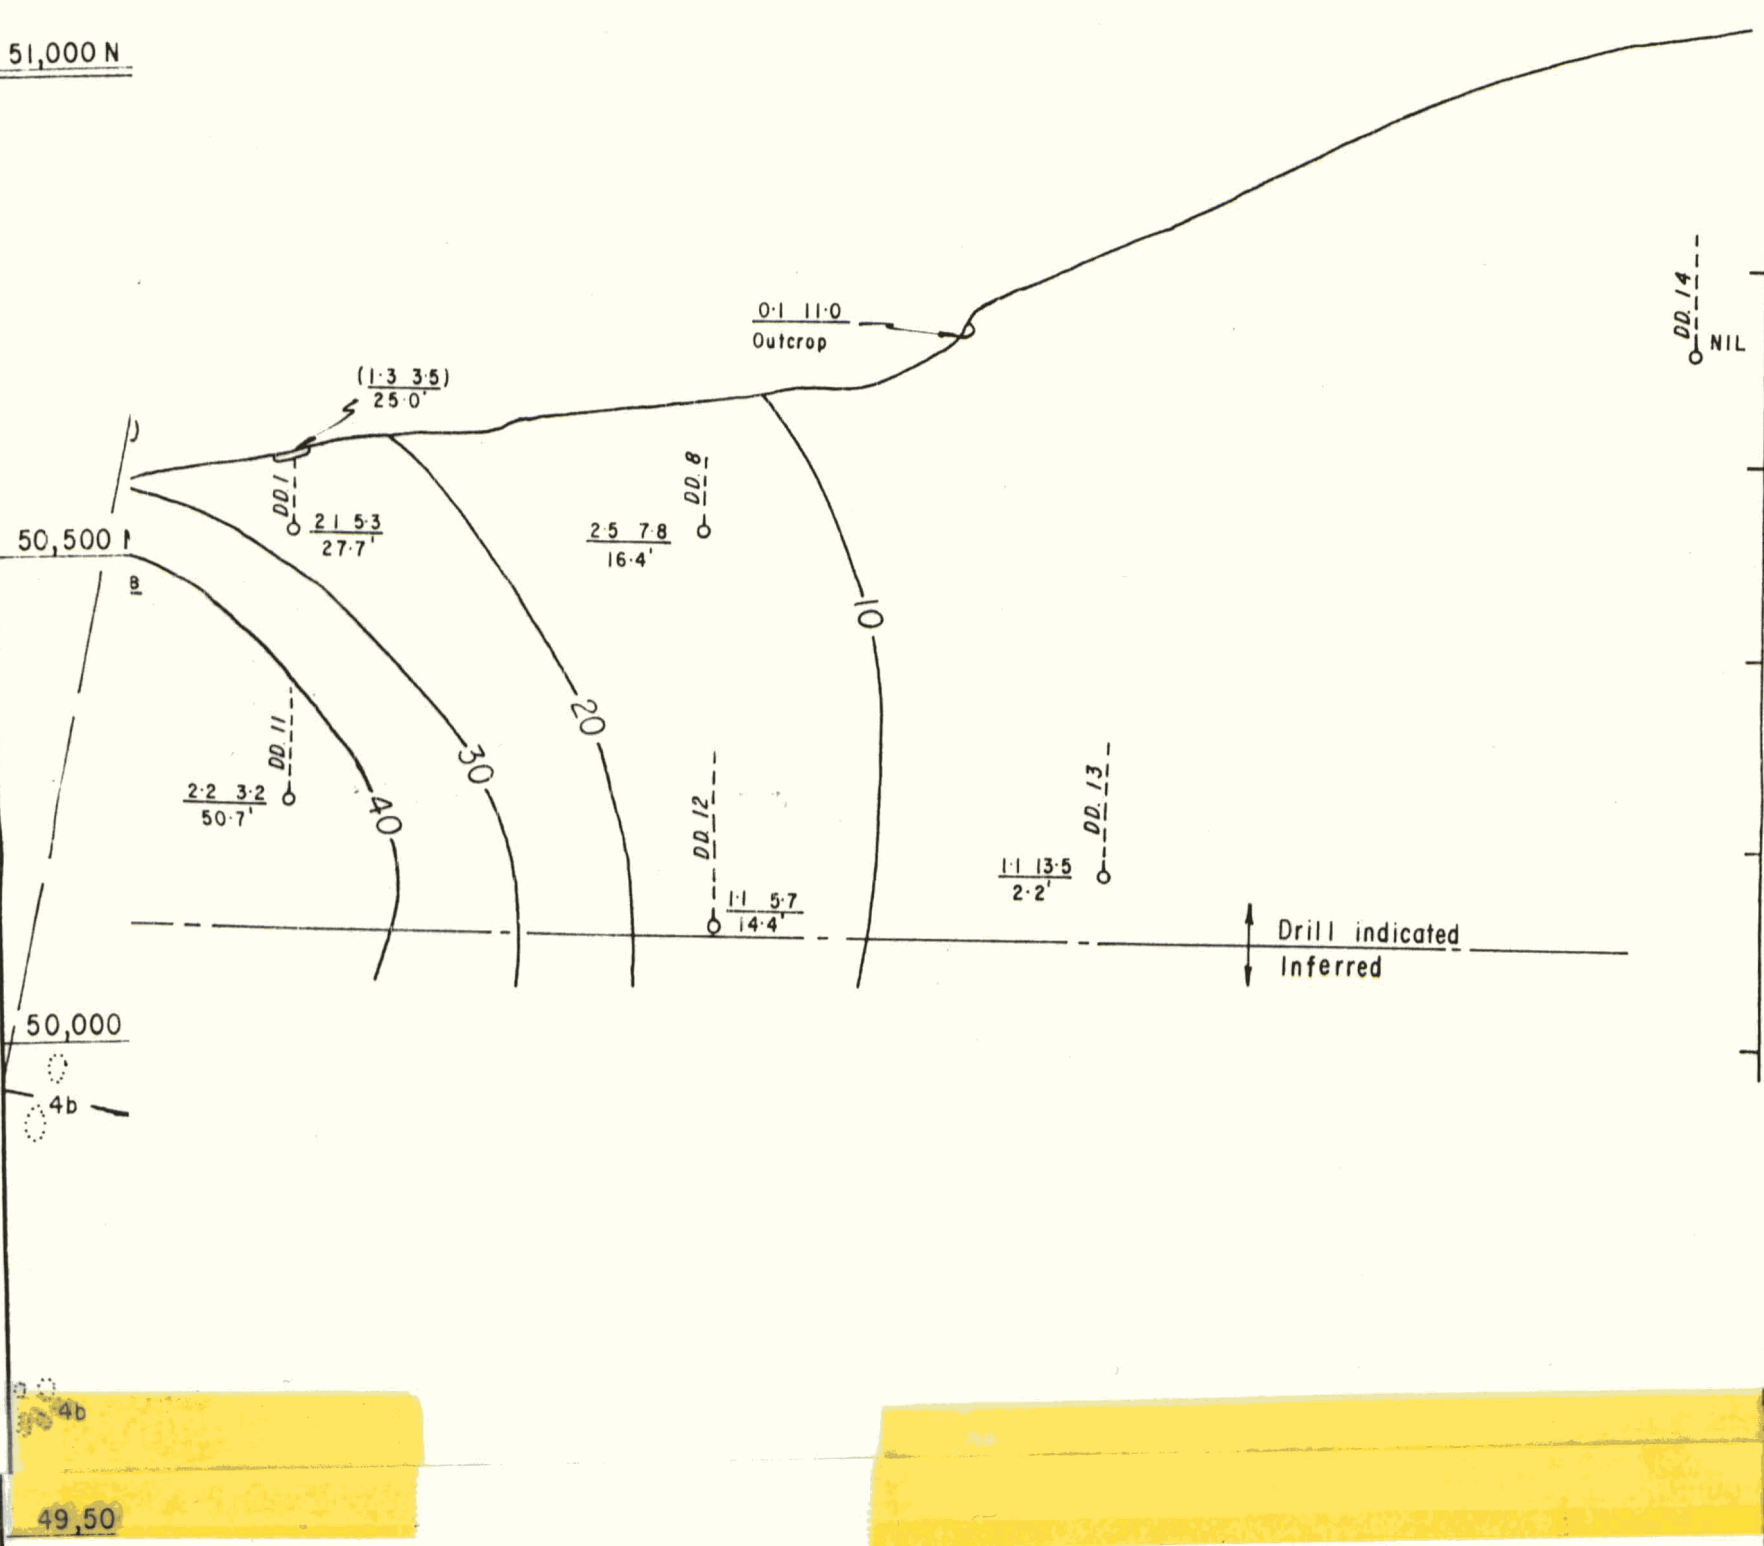 51,000 N
DD. 14
NIL
0·1 11·0
Outcrop
(1·3 3·5)
25·0'
DD. 8
DD. 1
2 1 5·3
27·7'
2·5 7·8
16·4'
50,500
B
10
20
30
DD. 11
2·2 3·2
50·7'
40
DD. 12
DD. 13
1·1 13·5
2·2'
1·1 5·7
14·4'
Drill indicated
Inferred
50,000
4b
4b
49,50